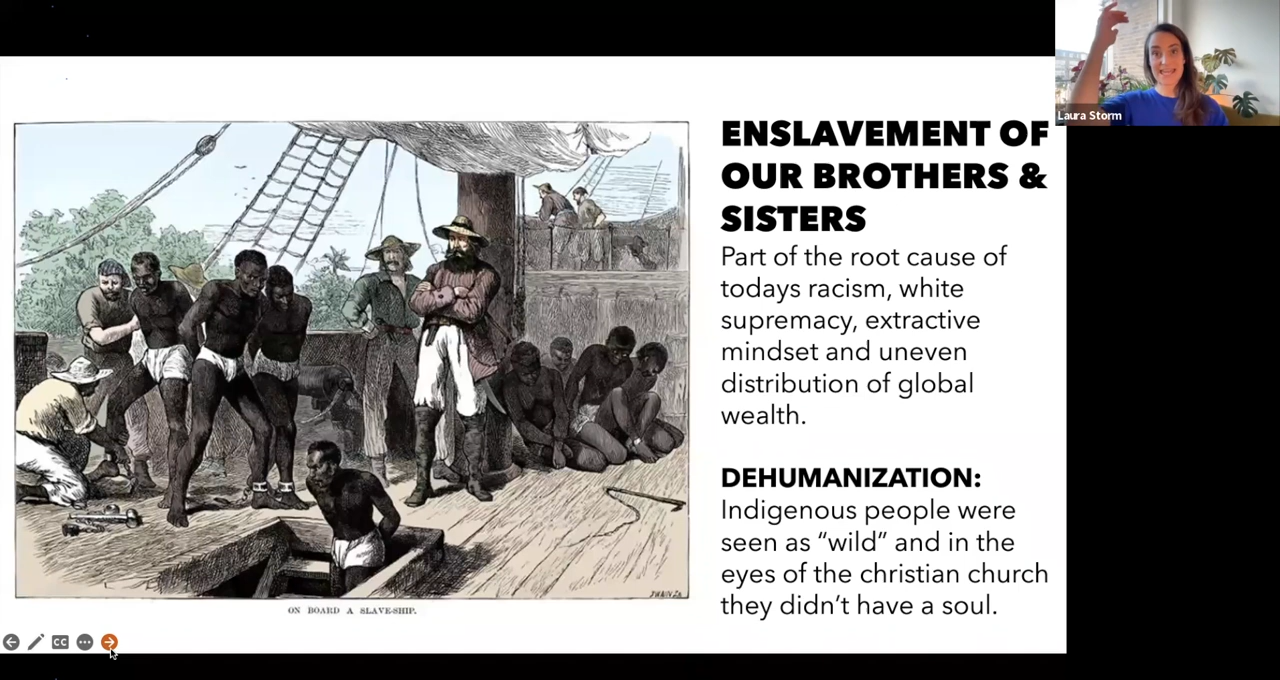 Laura Storm
ENSLAVEMENT OF
OUR BROTHERS &
SISTERS
Part of the root cause of
todays racism, white
supremacy, extractive
mindset and uneven
distribution of global
wealth.
DEHUMANIZATION:
Indigenous people were
seen as “wild” and in the
eyes of the christian church
they didn’t have a soul.
ON BOARD A SLAVE-SHIP.
CC